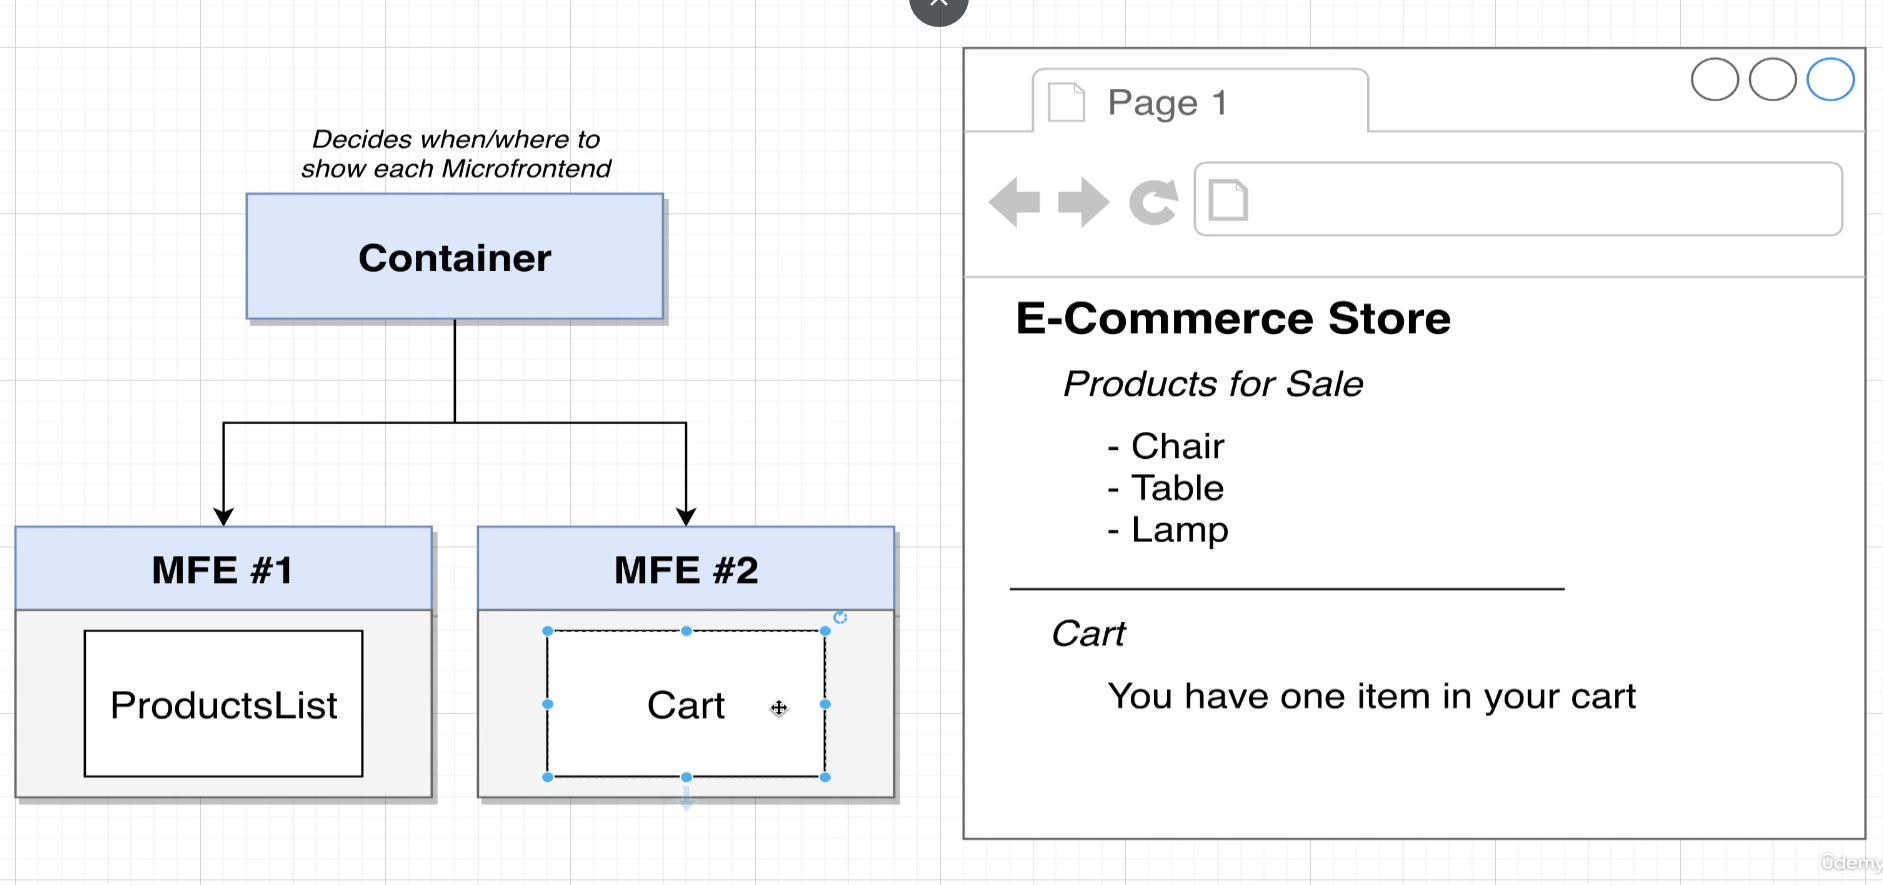 Decides when/where to
show each Microfrontend
Container
MFE #1
ProductsList
MFE #2
Cart
Page 1
E-Commerce Store
Products for Sale
- Chair
- Table
- Lamp
Cart
You have one item in your cart
ûdemy